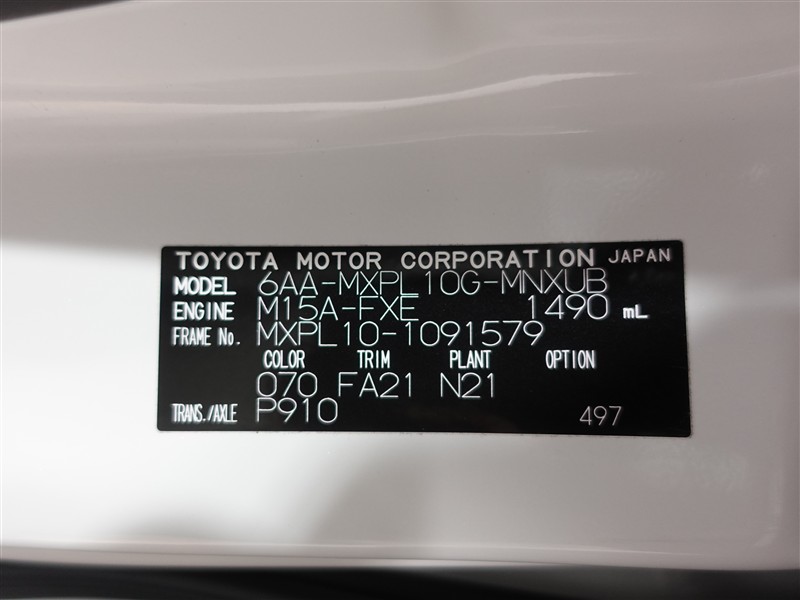 TOYOTA MOTOR CORPORATION JAPAN
MODEL 6AA-MXPL10G-MNXUB
ENGINE M15A-FXE 1490 mL
FRAME No. MXPL10-1091579
COLOR TRIM PLANT OPTION
070 FA21 N21
TRANS./AXLE P910 497